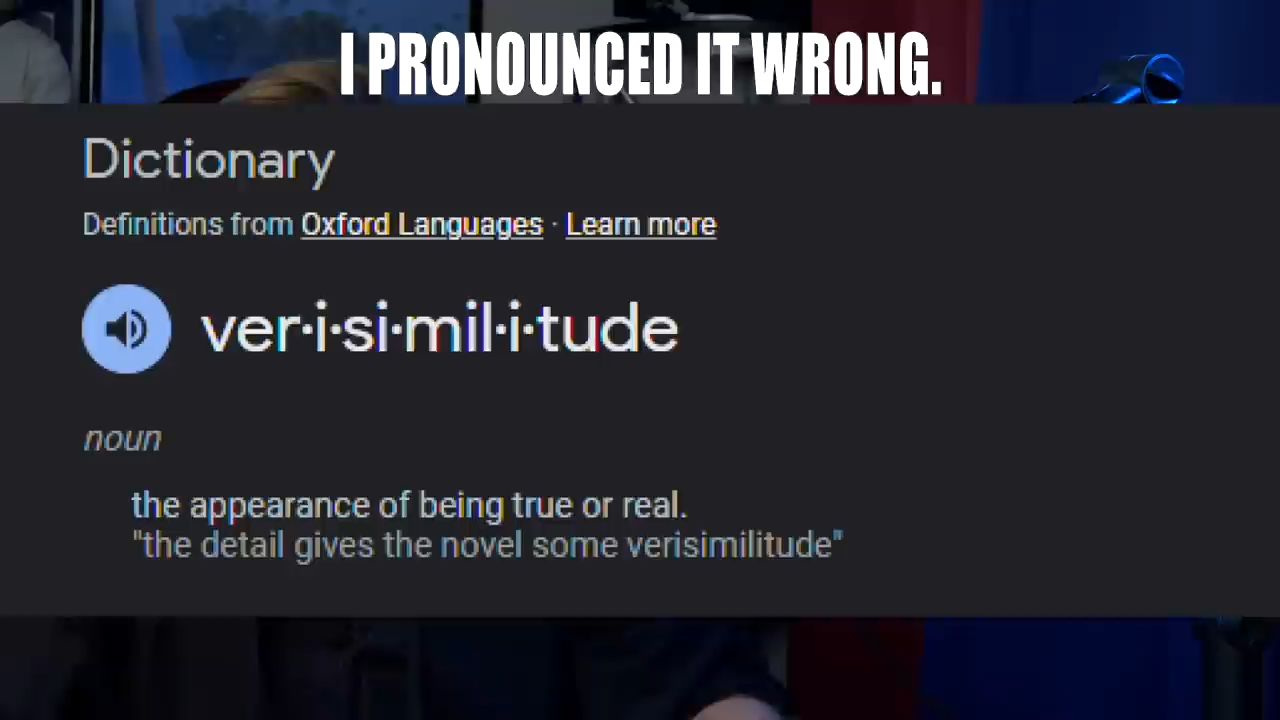 I PRONOUNCED IT WRONG.
Dictionary
Definitions from Oxford Languages · Learn more
ver·i·si·mil·i·tude
noun
the appearance of being true or real.
"the detail gives the novel some verisimilitude"